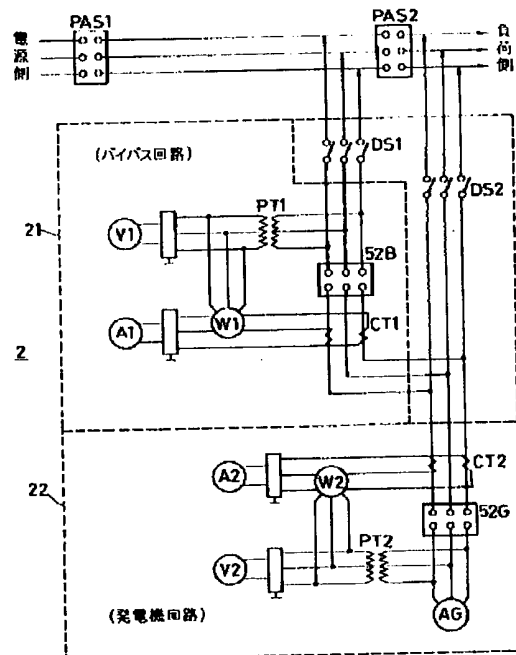 PAS1
PAS2
電源側
負荷側
(バイパス回路)
DS1
DS2
PT1
21
V1
52B
W1
CT1
A1
2
CT2
A2
W2
22
52G
PT2
V2
AG
(発電機回路)